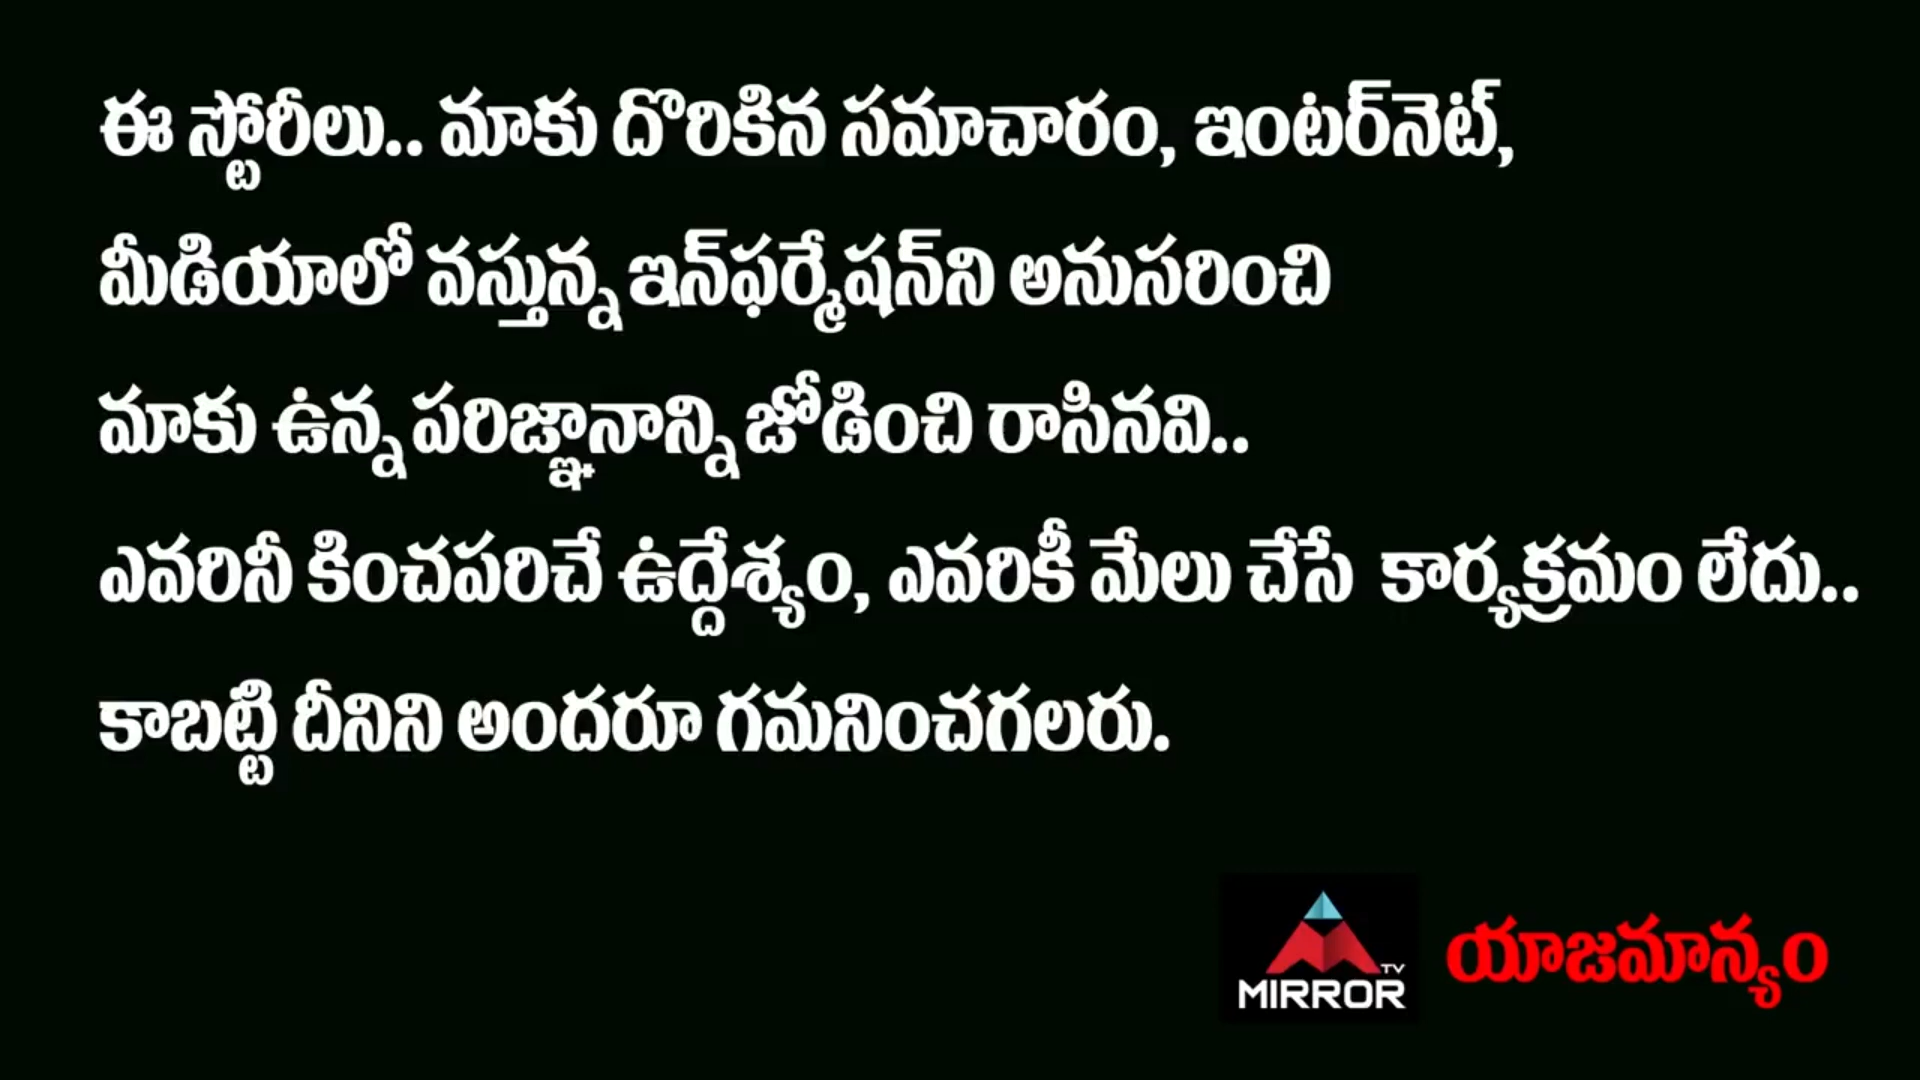 ఈ స్టోరీలు.. మాకు దొరికిన సమాచారం, ఇంటర్‌నెట్,
మీడియాలో వస్తున్న ఇన్‌ఫర్మేషన్‌ని అనుసరించి
మాకు ఉన్న పరిజ్ఞానాన్ని జోడించి రాసినవి..
ఎవరినీ కించపరిచే ఉద్దేశ్యం, ఎవరికీ మేలు చేసే కార్యక్రమం లేదు..
కాబట్టి దీనిని అందరూ గమనించగలరు.
MIRROR TV యాజమాన్యం